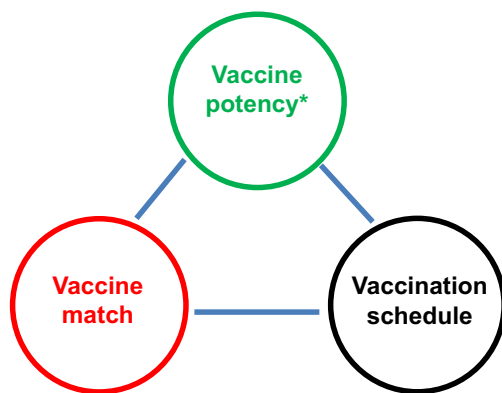 Vaccine
potency*
Vaccine
match
Vaccination
schedule